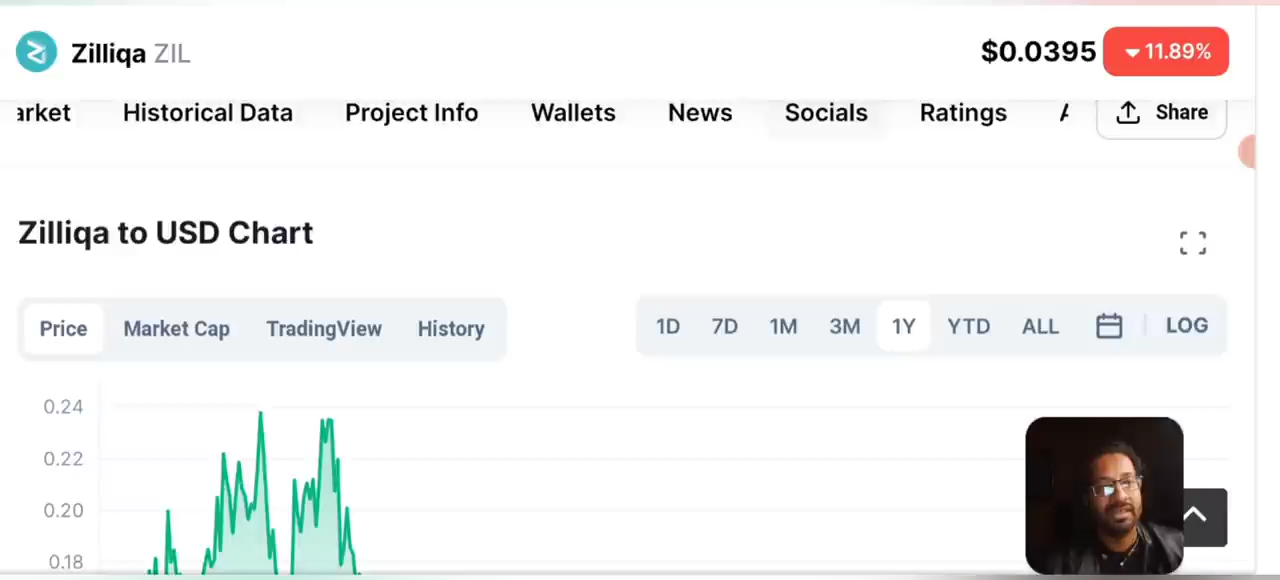 Zilliqa ZIL $0.0395 11.89%
arket Historical Data Project Info Wallets News Socials Ratings Share
Zilliqa to USD Chart
Price Market Cap TradingView History 1D 7D 1M 3M 1Y YTD ALL LOG
0.24
0.22
0.20
0.18